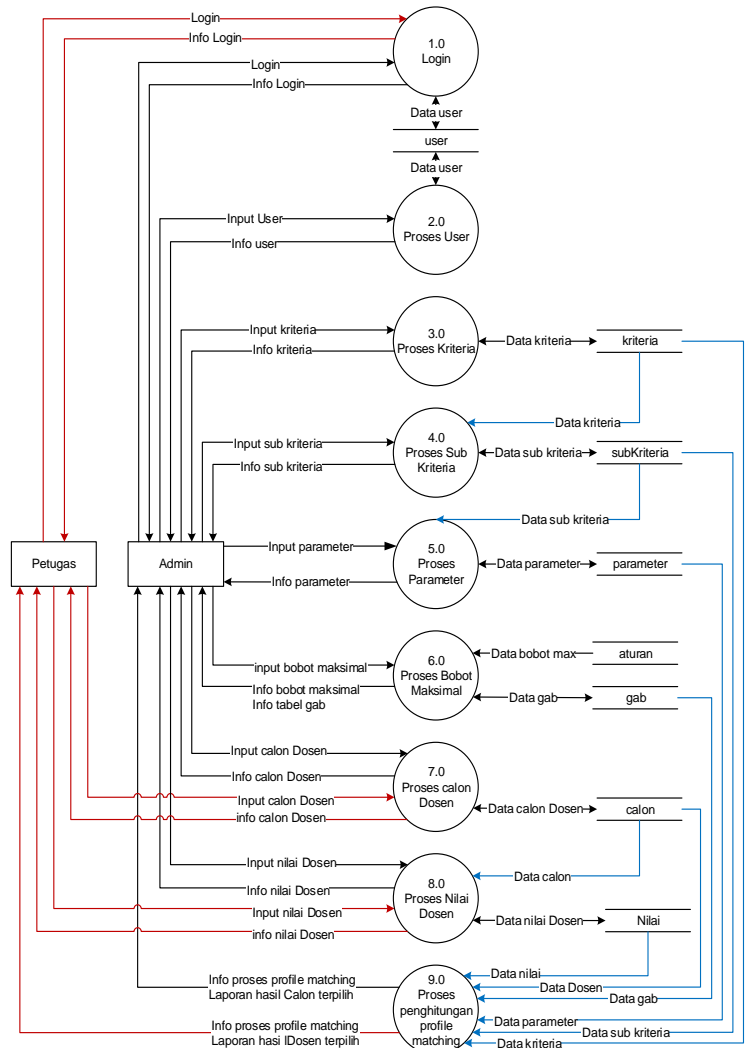 Login
Info Login
Login
Info Login
1.0
Login
Data user
user
Data user
Input User
Info user
2.0
Proses User
Input kriteria
Info kriteria
3.0
Proses Kriteria
Data kriteria
kriteria
Data kriteria
Input sub kriteria
Info sub kriteria
4.0
Proses Sub
Kriteria
Data sub kriteria
subKriteria
Data sub kriteria
Petugas
Admin
Input parameter
Info parameter
5.0
Proses
Parameter
Data parameter
parameter
input bobot maksimal
Info bobot maksimal
Info tabel gab
6.0
Proses Bobot
Maksimal
Data bobot max
aturan
Data gab
gab
Input calon Dosen
Info calon Dosen
Input calon Dosen
info calon Dosen
7.0
Proses calon
Dosen
Data calon Dosen
calon
Data calon
Input nilai Dosen
Info nilai Dosen
Input nilai Dosen
info nilai Dosen
8.0
Proses Nilai
Dosen
Data nilai Dosen
Nilai
Data nilai
Data Dosen
Data gab
Info proses profile matching
Laporan hasil Calon terpilih
Info proses profile matching
Laporan hasi lDosen terpilih
9.0
Proses
penghitungan
profile
matching
Data parameter
Data sub kriteria
Data kriteria